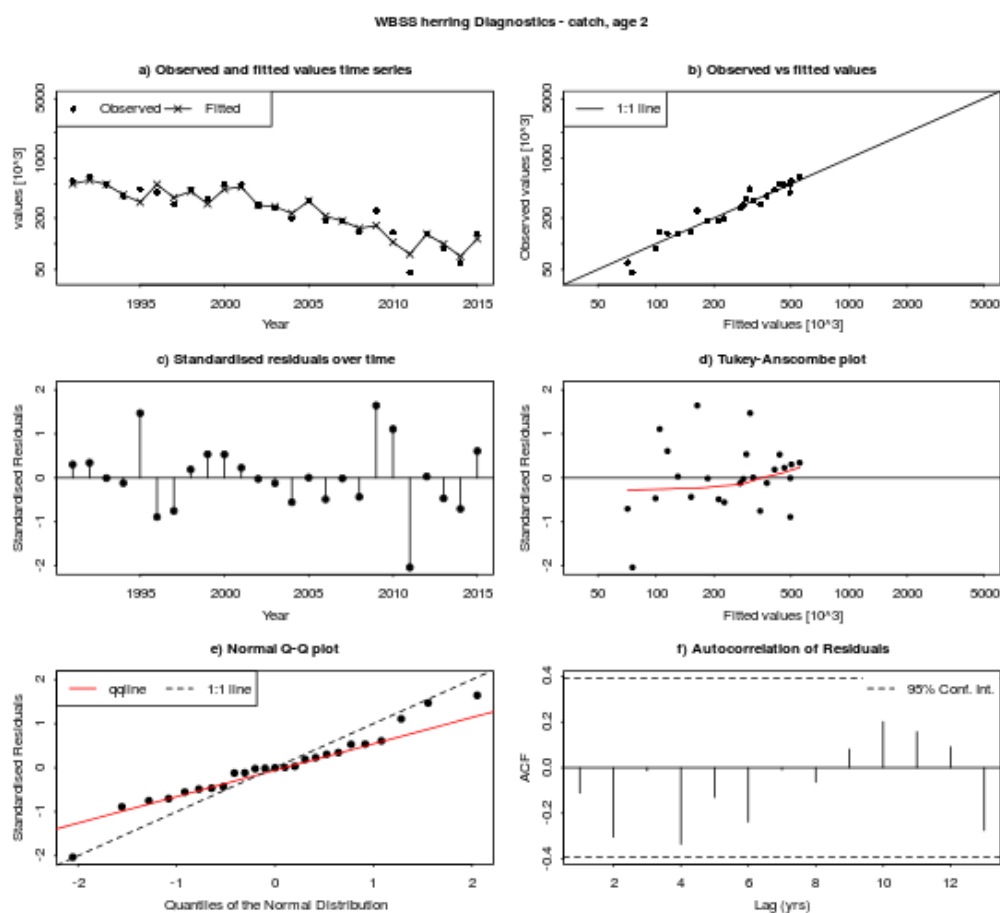 WBSS herring Diagnostics - catch, age 2
a) Observed and fitted values time series
Observed Fitted
values [10^3]
50 200 1000 5000
1995 2000 2005 2010 2015
Year
b) Observed vs fitted values
1:1 line
Observed values [10^3]
50 200 1000 5000
50 100 200 500 1000 2000 5000
Fitted values [10^3]
c) Standardised residuals over time
Standardised Residuals
-2 -1 0 1 2
1995 2000 2005 2010 2015
Year
d) Tukey-Anscombe plot
Standardised Residuals
-2 -1 0 1 2
50 100 200 500 1000 2000 5000
Fitted values [10^3]
e) Normal Q-Q plot
qqline 1:1 line
Standardised Residuals
-2 -1 0 1 2
-2 -1 0 1 2
Quantiles of the Normal Distribution
f) Autocorrelation of Residuals
95% Conf. Int.
ACF
-0.4 -0.2 0.0 0.2 0.4
2 4 6 8 10 12
Lag (yrs)